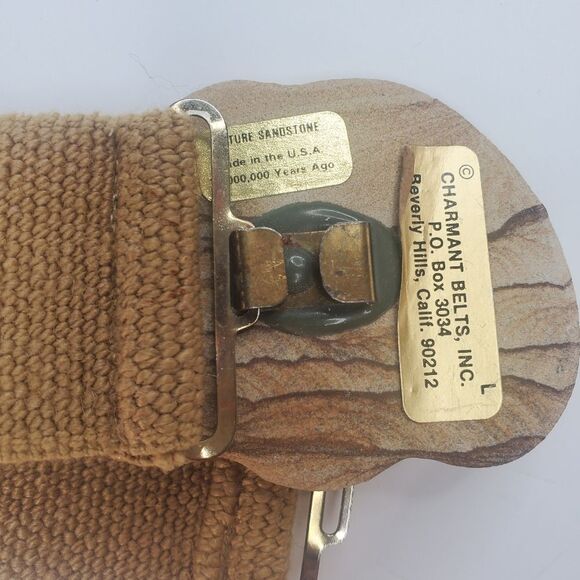 TURE SANDSTONE
ade in the U.S.A.
000,000 Years Ago
©
CHARMANT BELTS, INC.
P.O. Box 3034
Beverly Hills, Calif. 90212
L